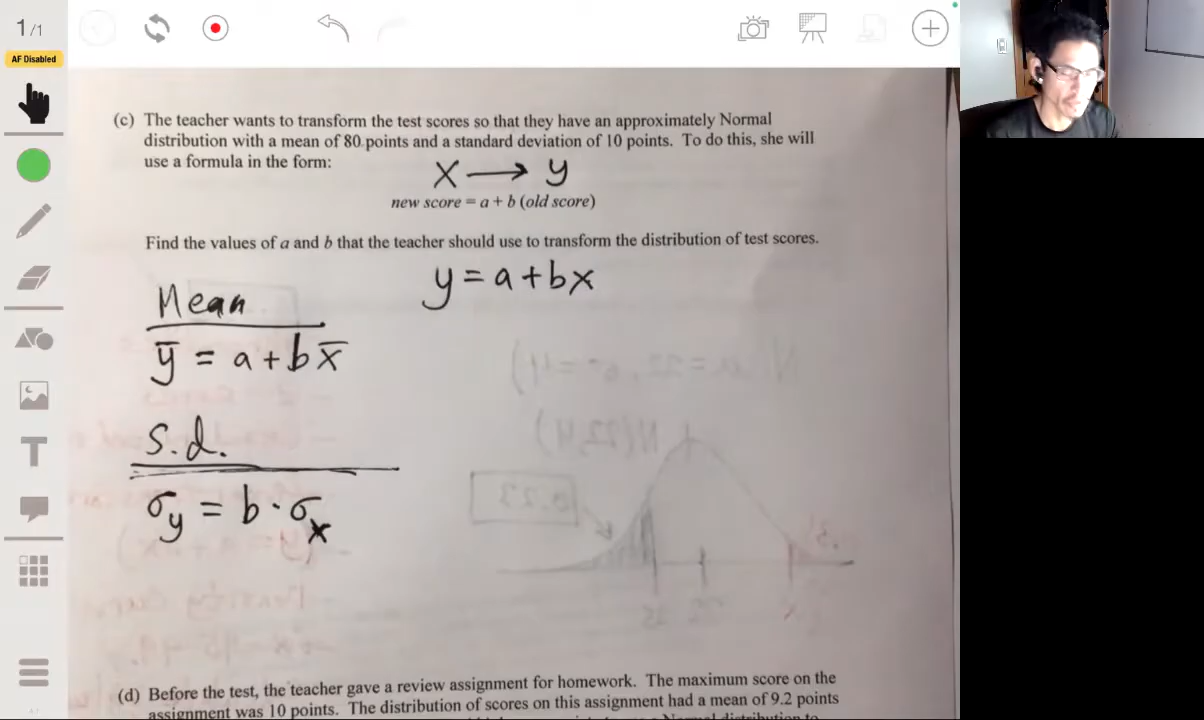 1/1
AF Disabled
(c) The teacher wants to transform the test scores so that they have an approximately Normal
distribution with a mean of 80 points and a standard deviation of 10 points. To do this, she will
use a formula in the form:
x → y
new score = a + b (old score)
Find the values of a and b that the teacher should use to transform the distribution of test scores.
y = a + bx
Mean
ȳ = a + b x̄
s.d.
σy = b · σx
T
(d) Before the test, the teacher gave a review assignment for homework. The maximum score on the
assignment was 10 points. The distribution of scores on this assignment had a mean of 9.2 points